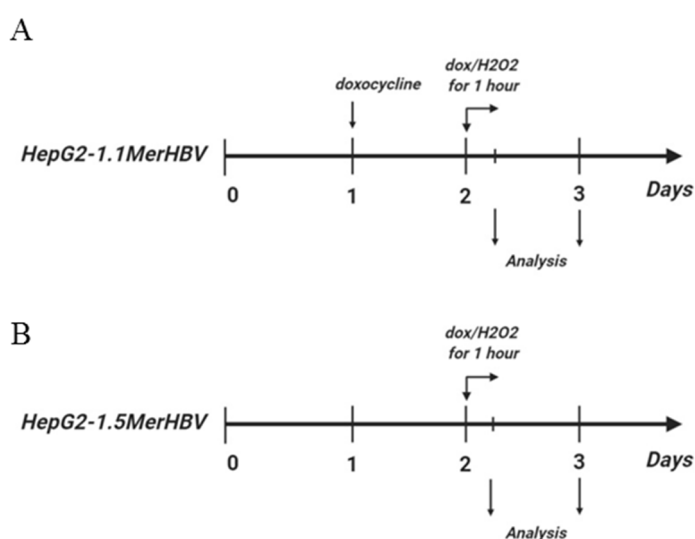 A
dox/H2O2
doxocycline
for 1 hour
HepG2-1.1MerHBV
0
1
2
3
Days
Analysis
B
dox/H2O2
for 1 hour
HepG2-1.5MerHBV
0
1
2
3
Days
Analysis